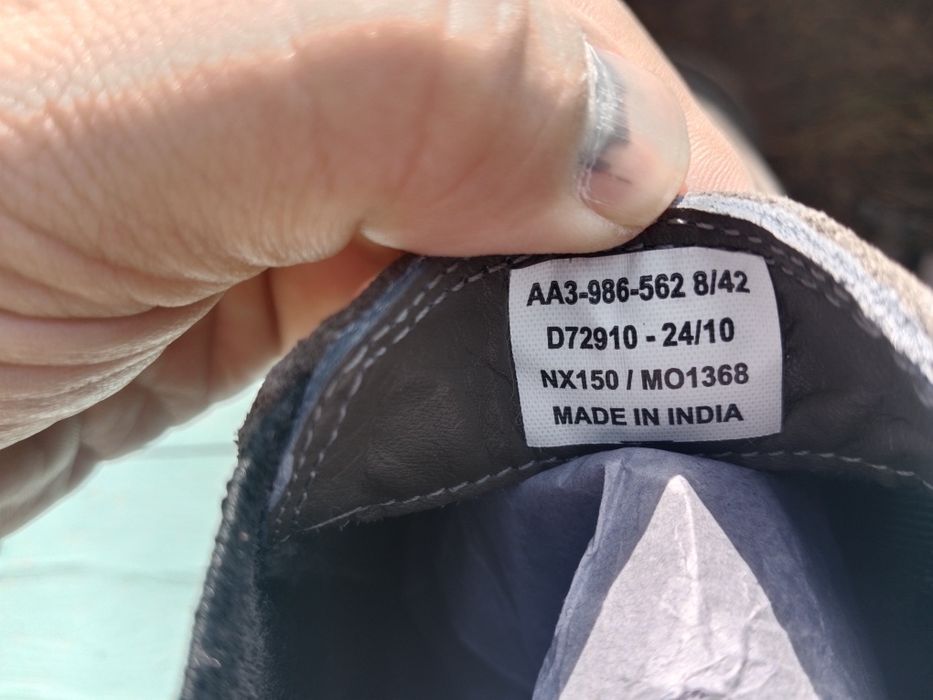 AA3-986-562 8/42
D72910 - 24/10
NX150 / MO1368
MADE IN INDIA